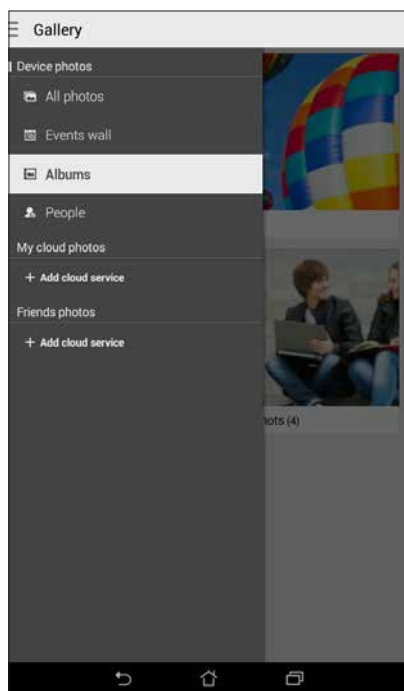 Gallery
Device photos
All photos
Events wall
Albums
People
My cloud photos
+ Add cloud service
Friends photos
+ Add cloud service
hots (4)